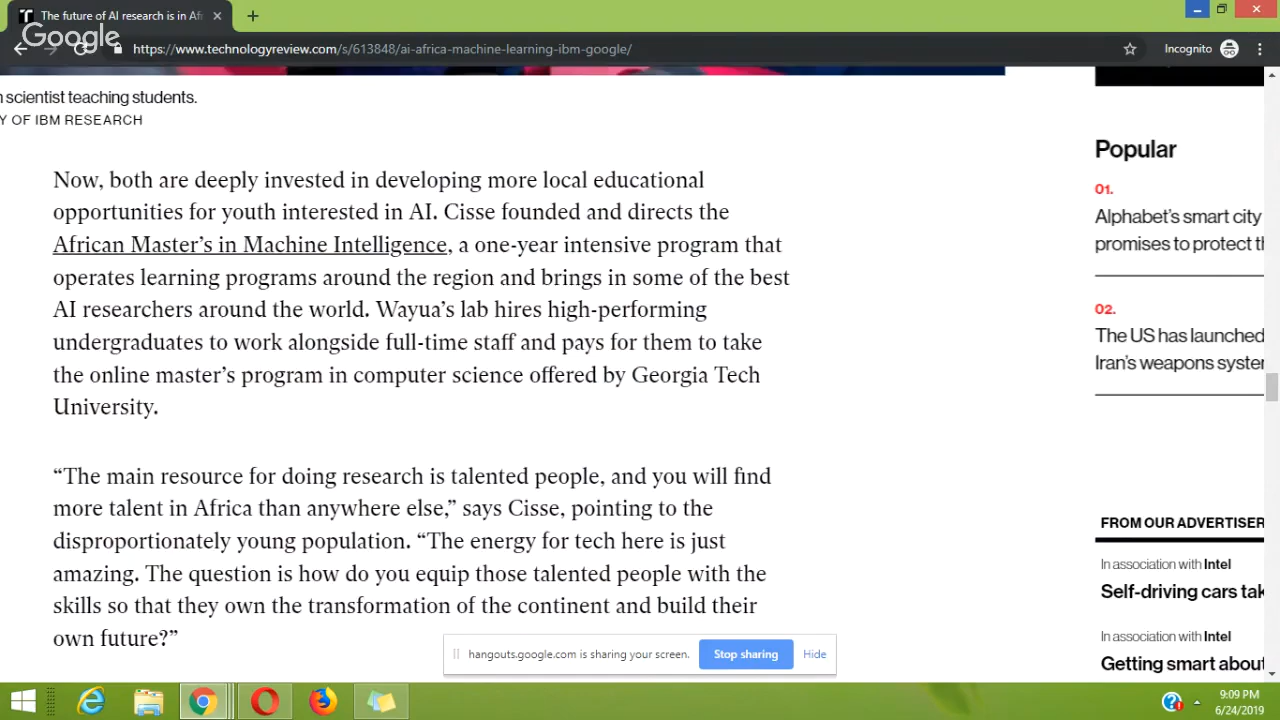 The future of AI research is in Af
Google
https://www.technologyreview.com/s/613848/ai-africa-machine-learning-ibm-google/
Incognito
scientist teaching students.
Y OF IBM RESEARCH
Now, both are deeply invested in developing more local educational
opportunities for youth interested in AI. Cisse founded and directs the
African Master’s in Machine Intelligence, a one-year intensive program that
operates learning programs around the region and brings in some of the best
AI researchers around the world. Wayua’s lab hires high-performing
undergraduates to work alongside full-time staff and pays for them to take
the online master’s program in computer science offered by Georgia Tech
University.
“The main resource for doing research is talented people, and you will find
more talent in Africa than anywhere else,” says Cisse, pointing to the
disproportionately young population. “The energy for tech here is just
amazing. The question is how do you equip those talented people with the
skills so that they own the transformation of the continent and build their
own future?”
Popular
01.
Alphabet’s smart city
promises to protect th
02.
The US has launched
Iran’s weapons syster
FROM OUR ADVERTISER
In association with Intel
Self-driving cars tak
In association with Intel
Getting smart about
hangouts.google.com is sharing your screen.
Stop sharing
Hide
9:09 PM
6/24/2019